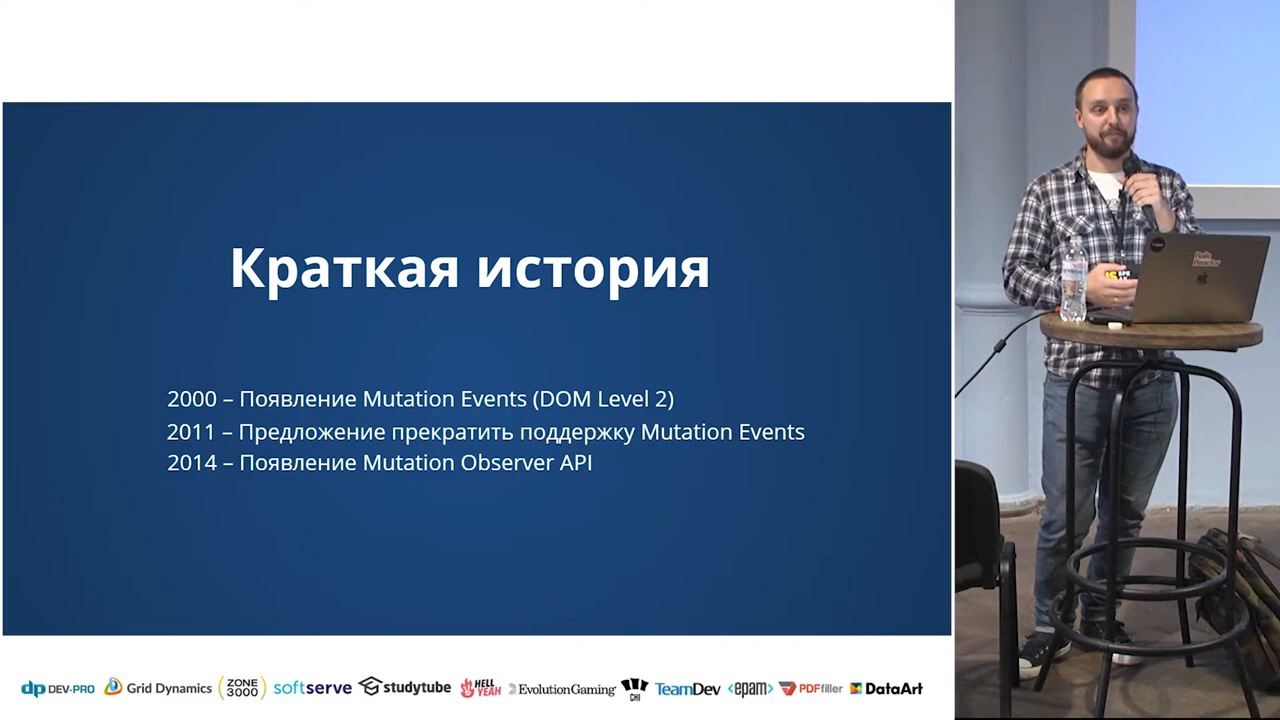 Краткая история
2000 – Появление Mutation Events (DOM Level 2)
2011 – Предложение прекратить поддержку Mutation Events
2014 – Появление Mutation Observer API
dp DEV-PRO
Grid Dynamics
ZONE
3000
softserve
studytube
HELL
YEAH
EvolutionGaming
CHI
TeamDev
<epam>
PDFfiller
DataArt